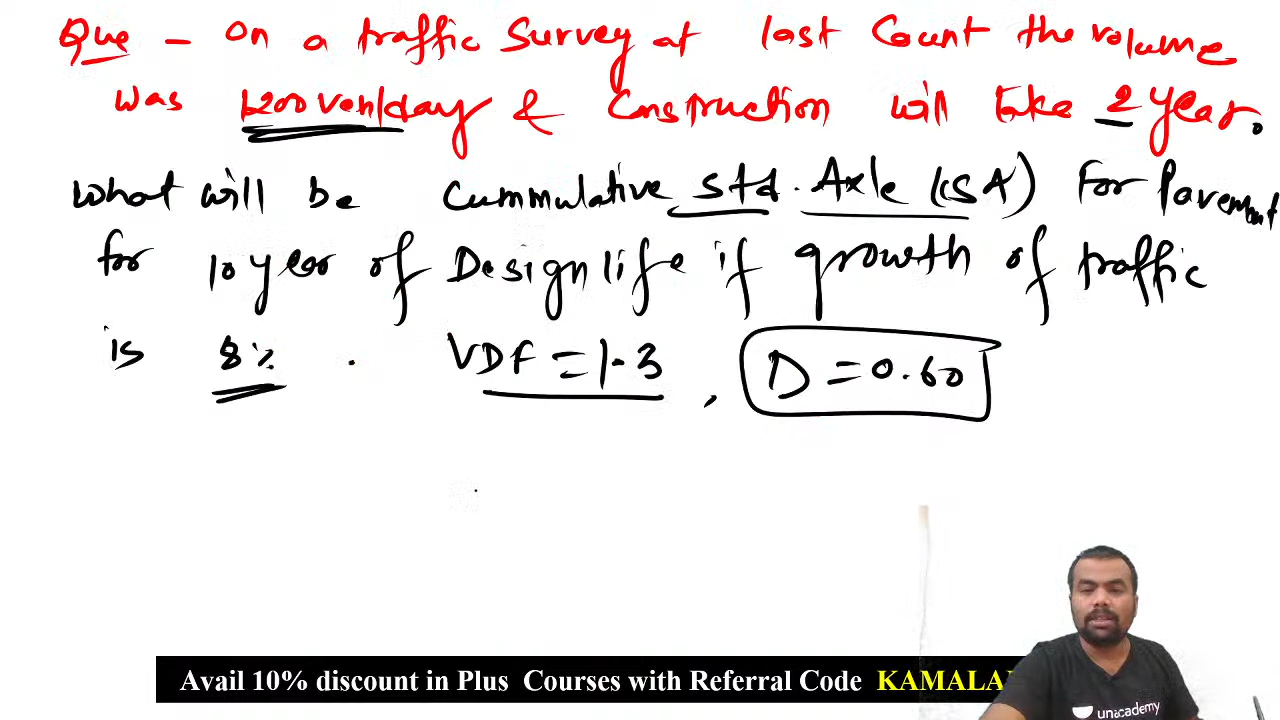 Que - On a traffic Survey at last Count the volume
was 1200 veh/day & Construction will take 2 year.
What will be Cummulative std. Axle (CSA) For Pavement
for 10 year of Design life if growth of traffic
is 8% . VDF = 1.3 , D = 0.60
Avail 10% discount in Plus Courses with Referral Code KAMALA
unacademy